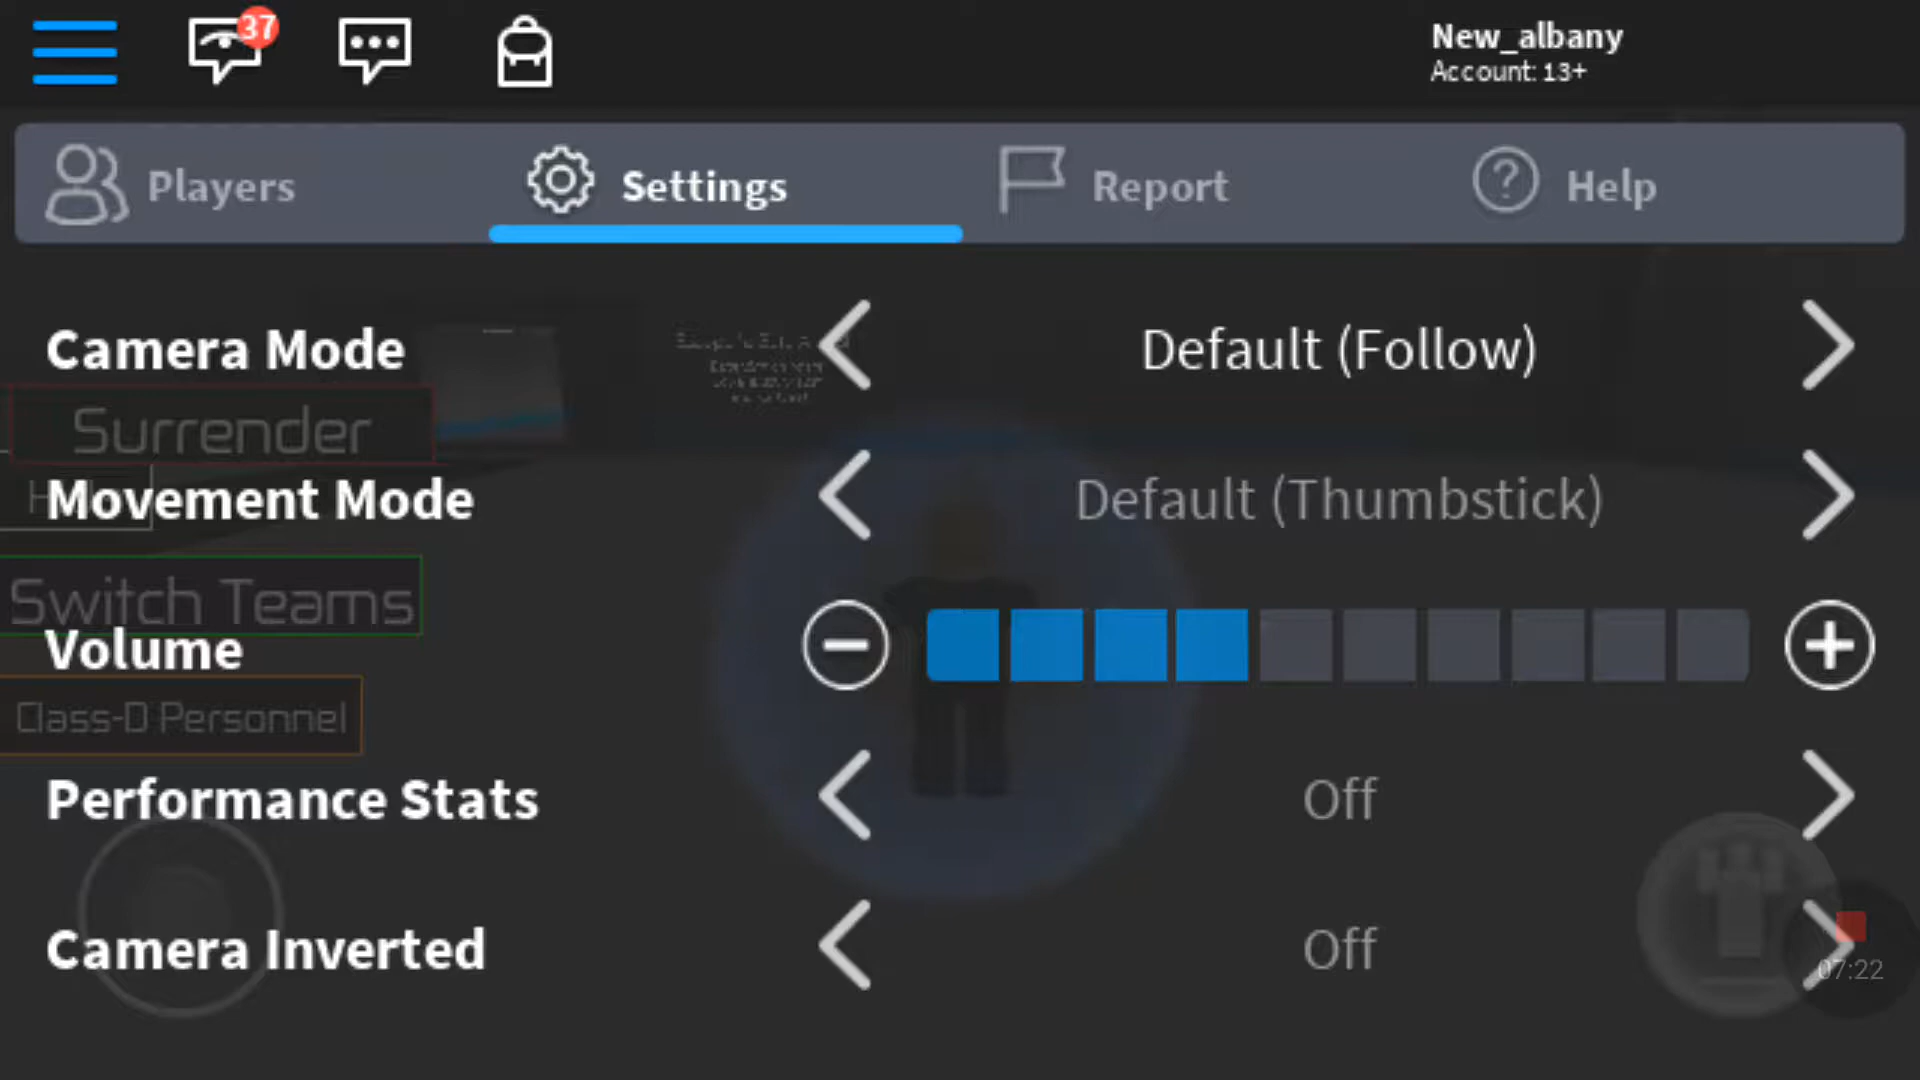 37
New_albany
Account: 13+
Players
Settings
Report
Help
Camera Mode
Default (Follow)
Surrender
Movement Mode
Default (Thumbstick)
Switch Teams
Volume
Class-D Personnel
Performance Stats
Off
Camera Inverted
Off
07:22